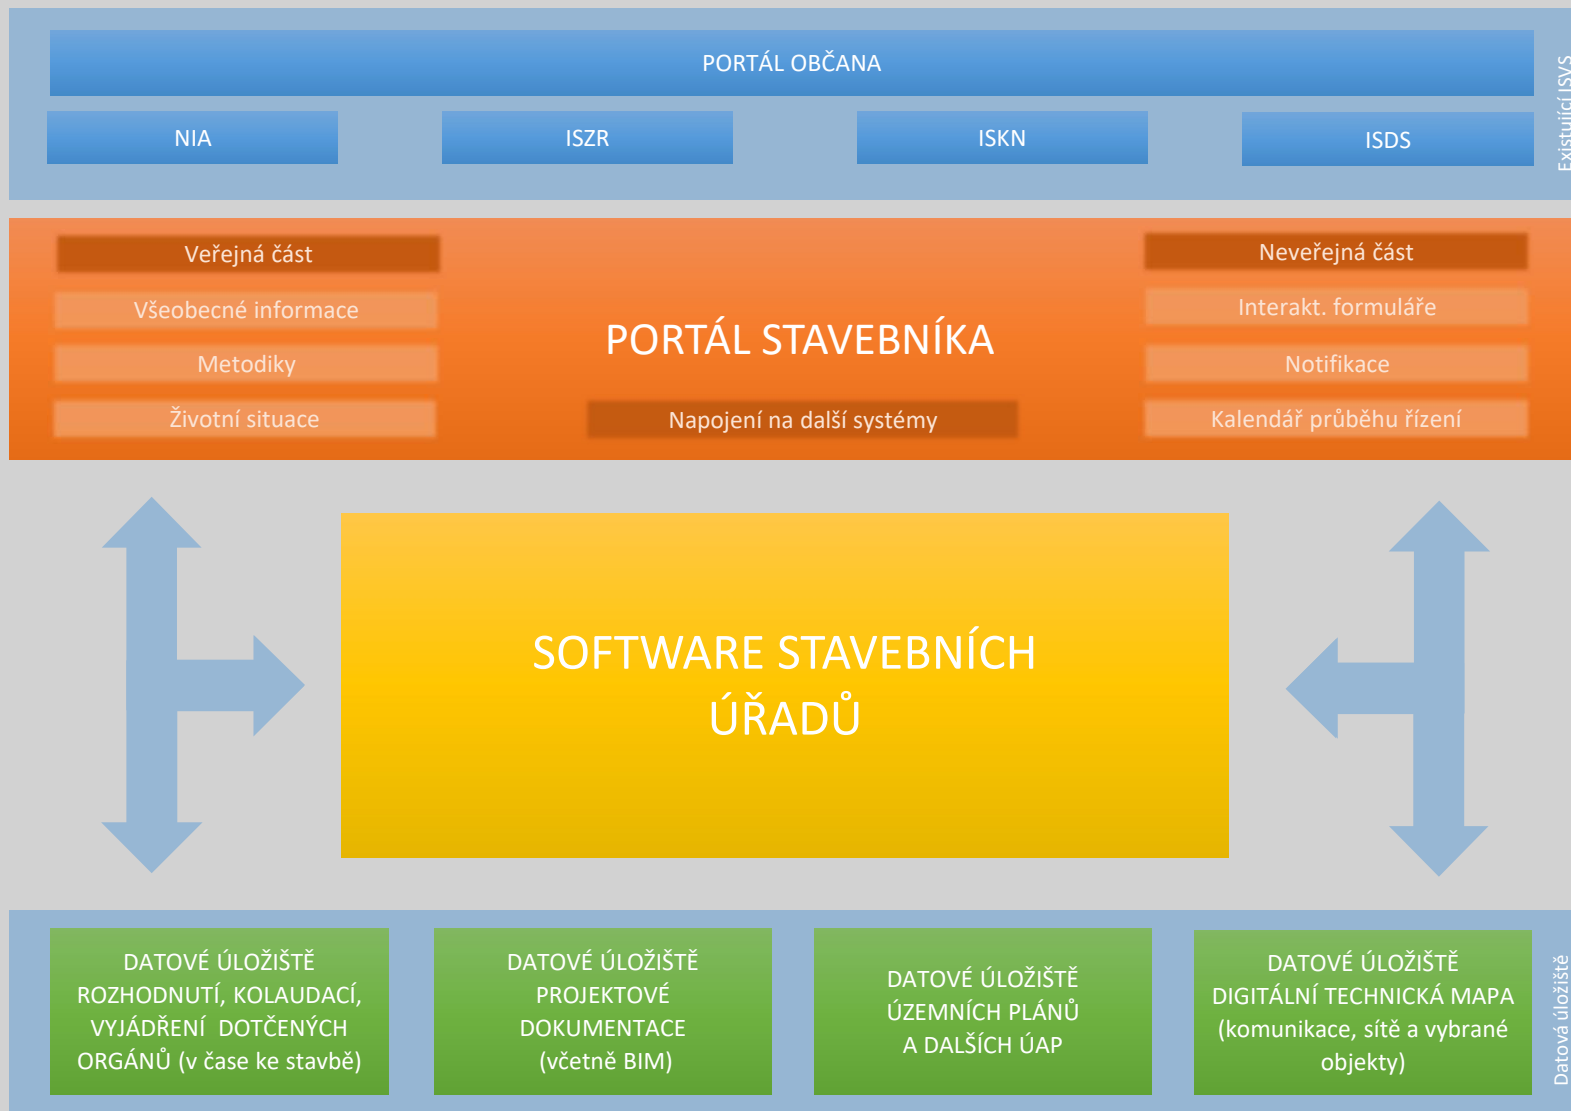 PORTÁL OBČANA
Existující ISVS
NIA
ISZR
ISKN
ISDS
Veřejná část
Všeobecné informace
Metodiky
Životní situace
PORTÁL STAVEBNÍKA
Napojení na další systémy
Neveřejná část
Interakt. formuláře
Notifikace
Kalendář průběhu řízení
SOFTWARE STAVEBNÍCH
ÚŘADŮ
DATOVÉ ÚLOŽIŠTĚ
ROZHODNUTÍ, KOLAUDACÍ,
VYJÁDŘENÍ DOTČENÝCH
ORGÁNŮ (v čase ke stavbě)
DATOVÉ ÚLOŽIŠTĚ
PROJEKTOVÉ
DOKUMENTACE
(včetně BIM)
DATOVÉ ÚLOŽIŠTĚ
ÚZEMNÍCH PLÁNŮ
A DALŠÍCH ÚAP
DATOVÉ ÚLOŽIŠTĚ
DIGITÁLNÍ TECHNICKÁ MAPA
(komunikace, sítě a vybrané
objekty)
Datová úložiště